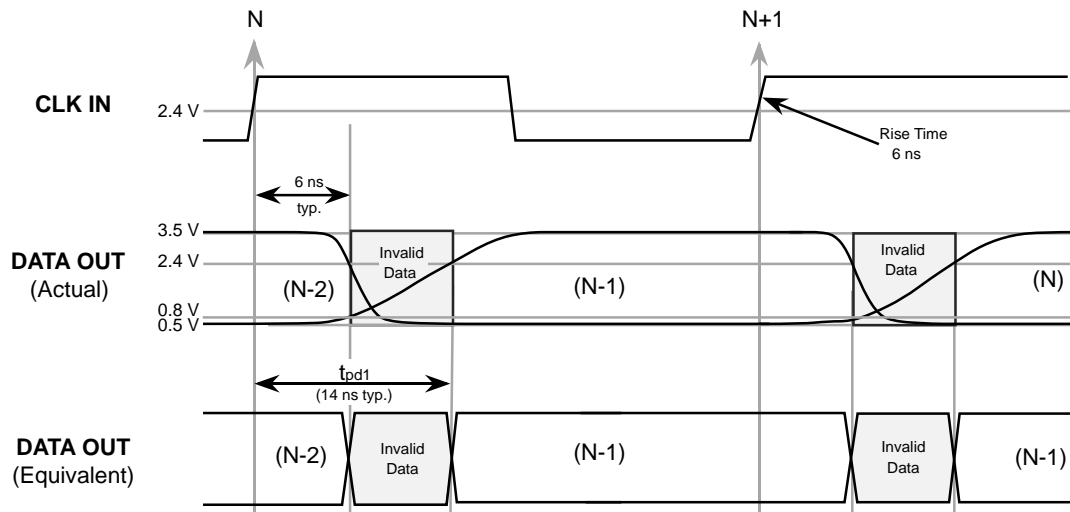 N
N+1
CLK IN
2.4 V
Rise Time
6 ns
6 ns
typ.
3.5 V
DATA OUT
(Actual)
2.4 V
Invalid
Data
Invalid
Data
(N-2)
(N-1)
(N)
0.8 V
0.5 V
tpd1
(14 ns typ.)
DATA OUT
(Equivalent)
(N-2)
Invalid
Data
(N-1)
Invalid
Data
(N-1)